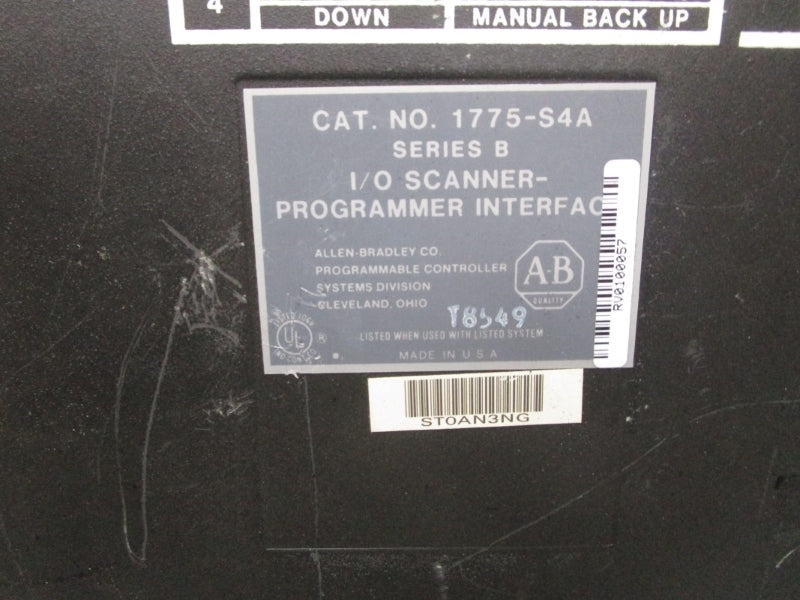 4
DOWN
MANUAL BACK UP
CAT. NO. 1775-S4A
SERIES B
I/O SCANNER-
PROGRAMMER INTERFAC
ALLEN-BRADLEY CO.
PROGRAMMABLE CONTROLLER
SYSTEMS DIVISION
CLEVELAND, OHIO
A-B
QUALITY
T8549
UL
®
LISTED WHEN USED WITH LISTED SYSTEM
MADE IN U S A
RV0100057
ST0AN3NG